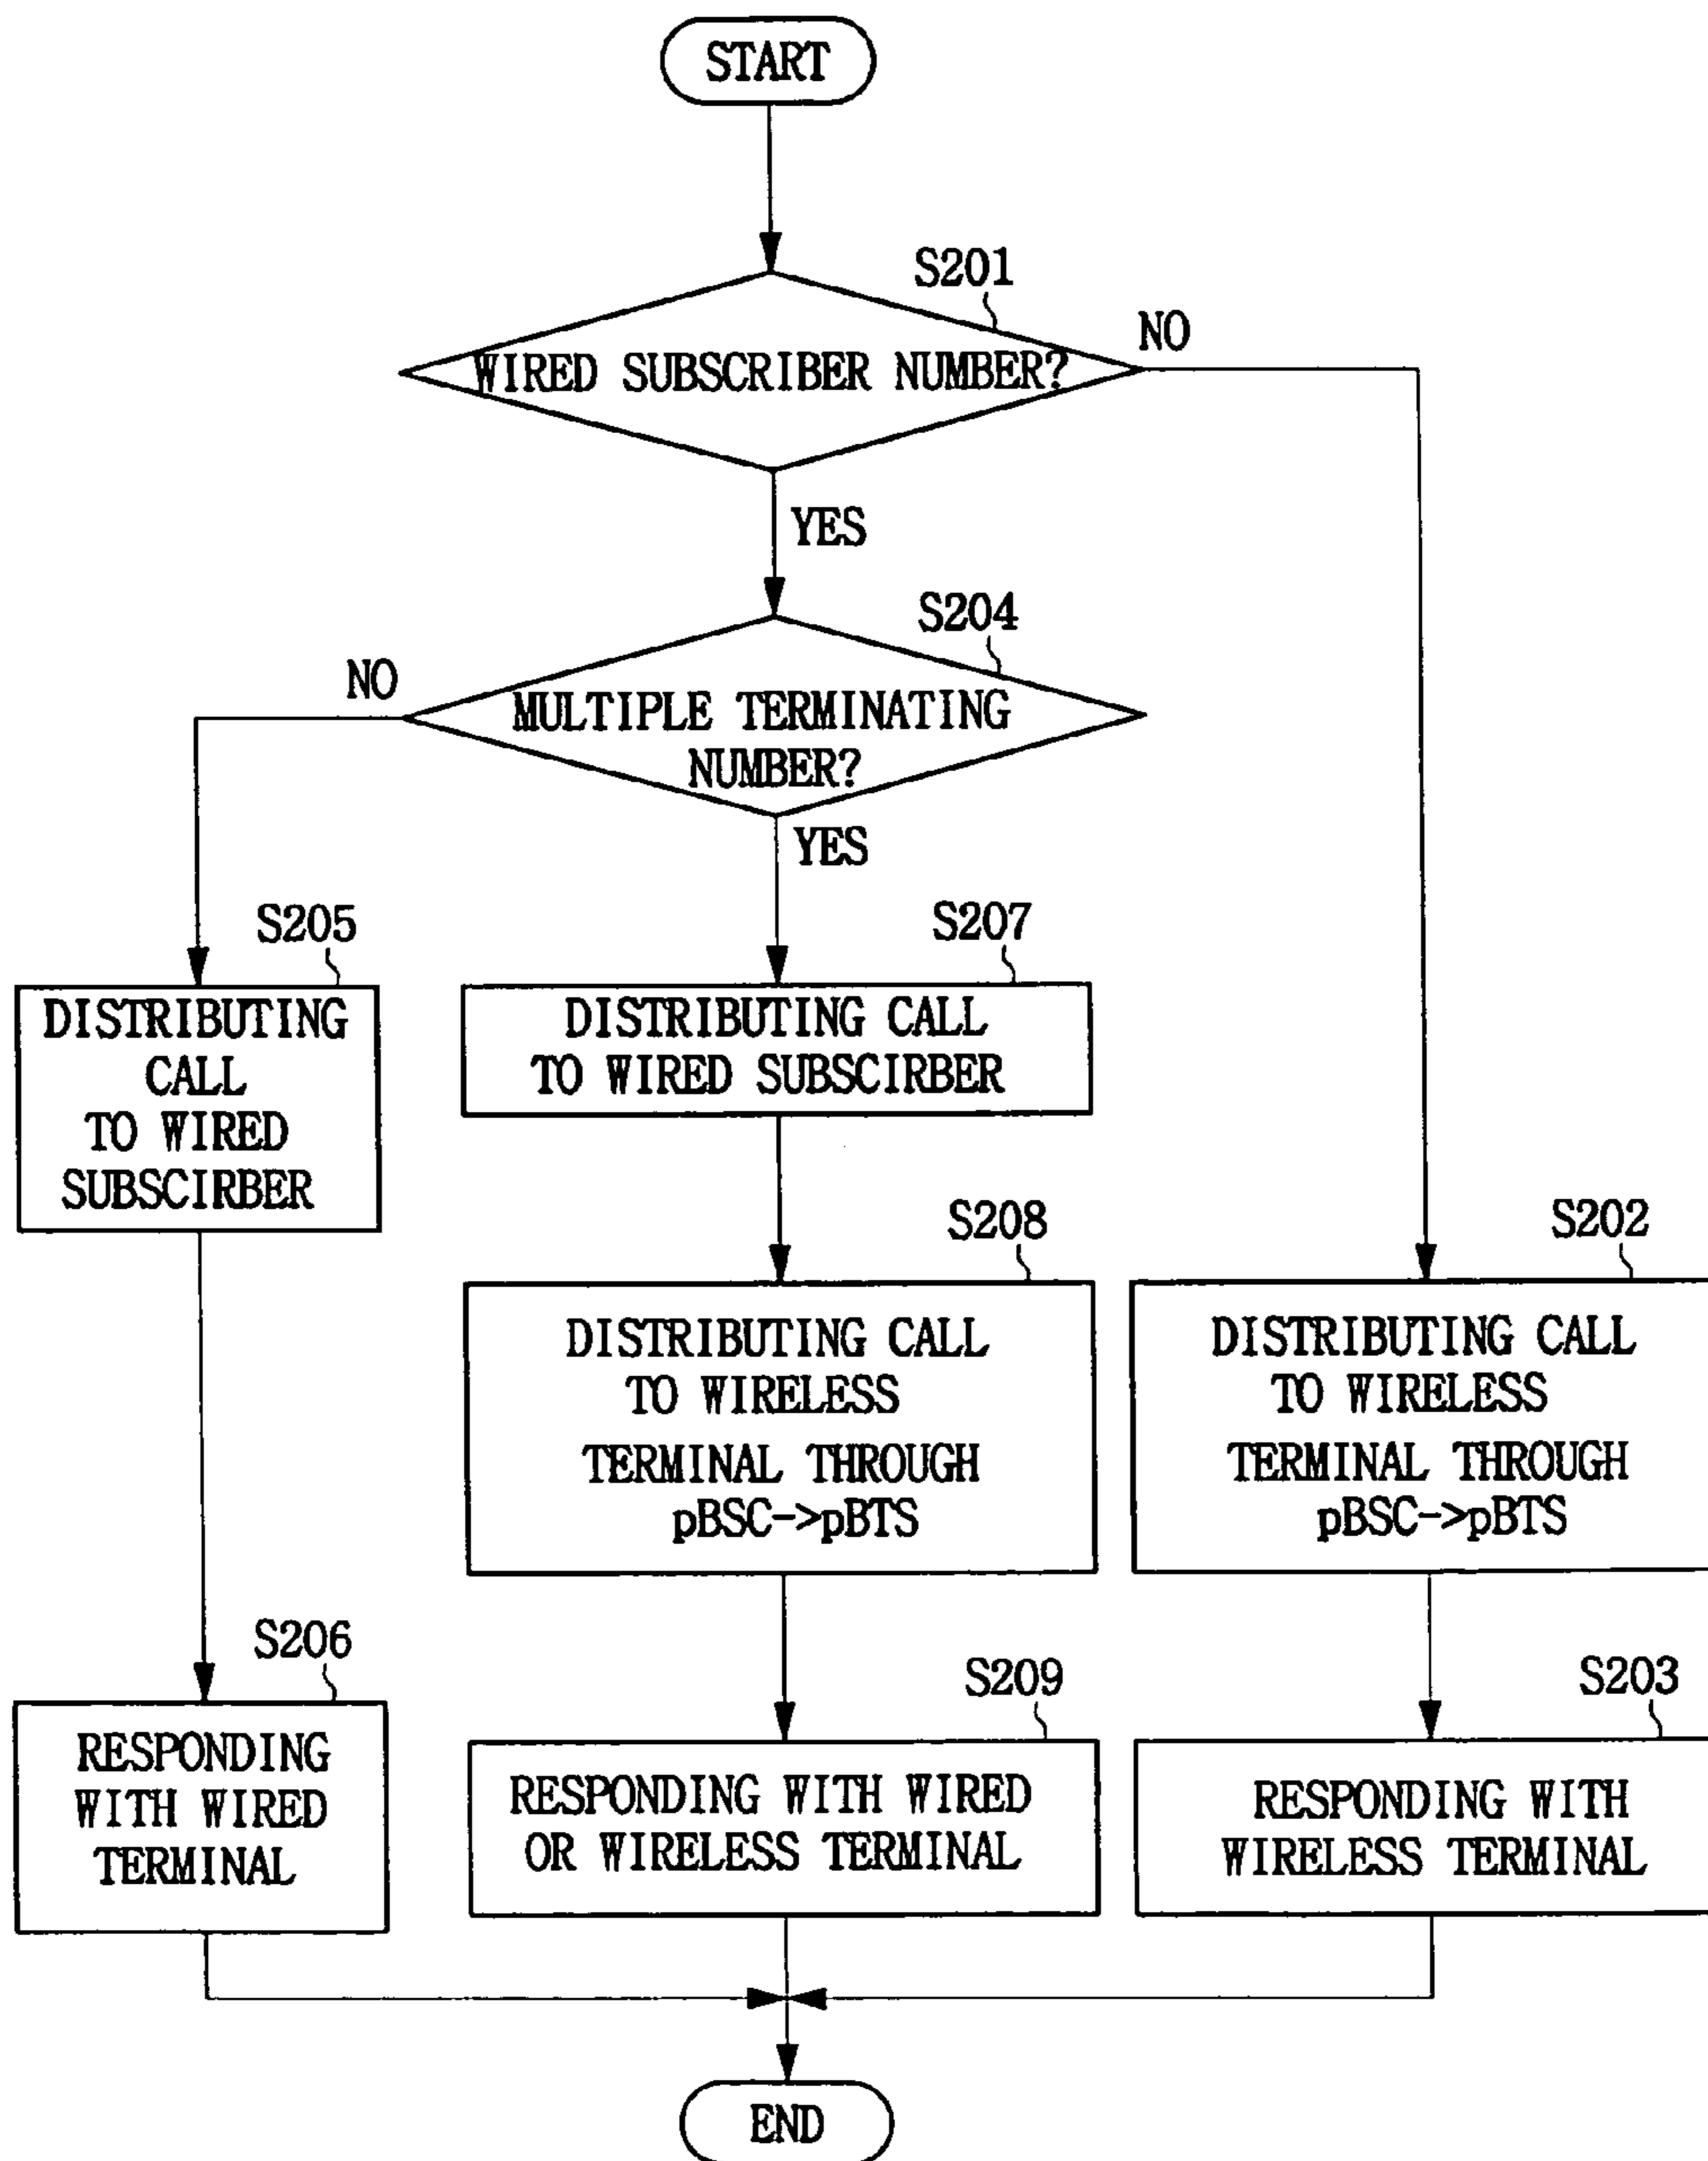 START
S201
NO
WIRED SUBSCRIBER NUMBER?
YES
S204
NO
MULTIPLE TERMINATING
NUMBER?
YES
S205
DISTRIBUTING
CALL
TO WIRED
SUBSCIRBER
S207
DISTRIBUTING CALL
TO WIRED SUBSCIRBER
S208
DISTRIBUTING CALL
TO WIRELESS
TERMINAL THROUGH
pBSC->pBTS
S202
DISTRIBUTING CALL
TO WIRELESS
TERMINAL THROUGH
pBSC->pBTS
S206
RESPONDING
WITH WIRED
TERMINAL
S209
RESPONDING WITH WIRED
OR WIRELESS TERMINAL
S203
RESPONDING WITH
WIRELESS TERMINAL
END